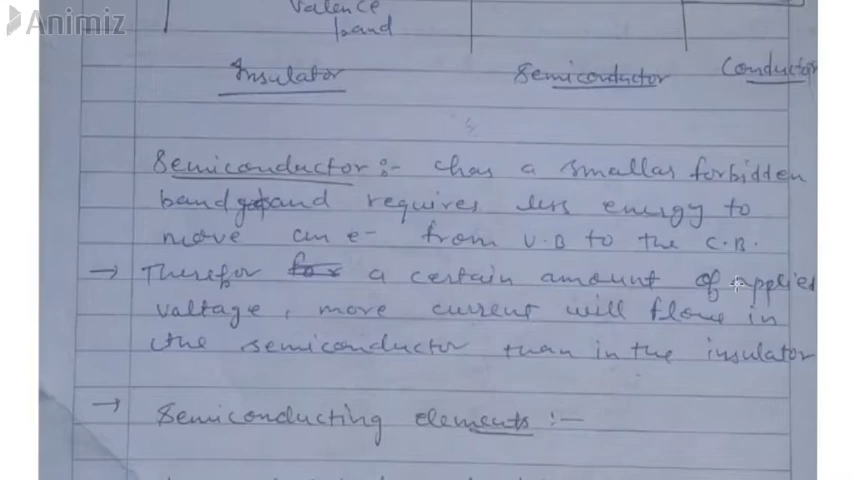 Animiz
Valence
band
Insulator Semiconductor Conductor
Semiconductor :- has a smallar forbidden
band gap and requires less energy to
move an e- from V.B to the C.B.
→ Therefor for a certain amount of applied
valtage, more current will flow in
the semiconductor than in the insulator
→ Semiconducting elements :-